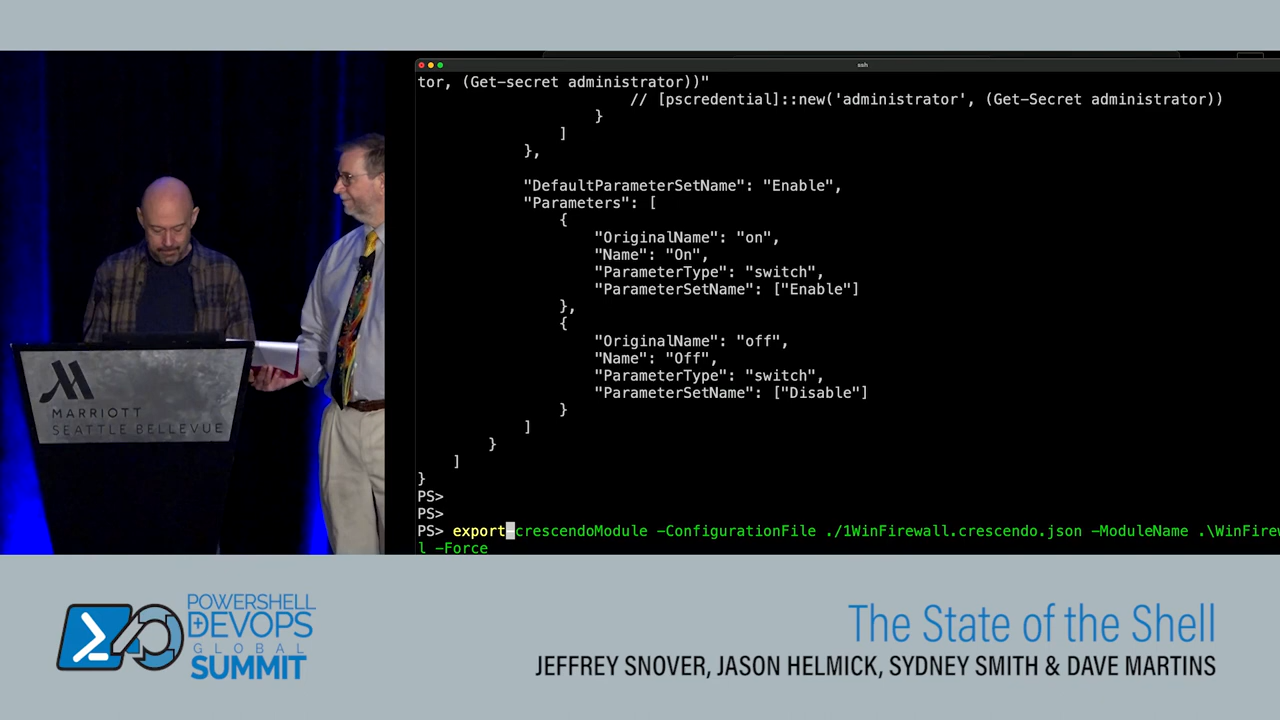 ssh
tor, (Get-secret administrator))"
// [pscredential]::new('administrator', (Get-Secret administrator))
}
]
},
"DefaultParameterSetName": "Enable",
"Parameters": [
{
"OriginalName": "on",
"Name": "On",
"ParameterType": "switch",
"ParameterSetName": ["Enable"]
},
{
"OriginalName": "off",
"Name": "Off",
"ParameterType": "switch",
"ParameterSetName": ["Disable"]
}
]
}
]
}
PS>
PS>
PS> export-crescendoModule -ConfigurationFile ./1WinFirewall.crescendo.json -ModuleName .\WinFirew
l -Force
MARRIOTT
SEATTLE BELLEVUE
POWERSHELL
+DEVOPS
GLOBAL
SUMMIT
The State of the Shell
JEFFREY SNOVER, JASON HELMICK, SYDNEY SMITH & DAVE MARTINS